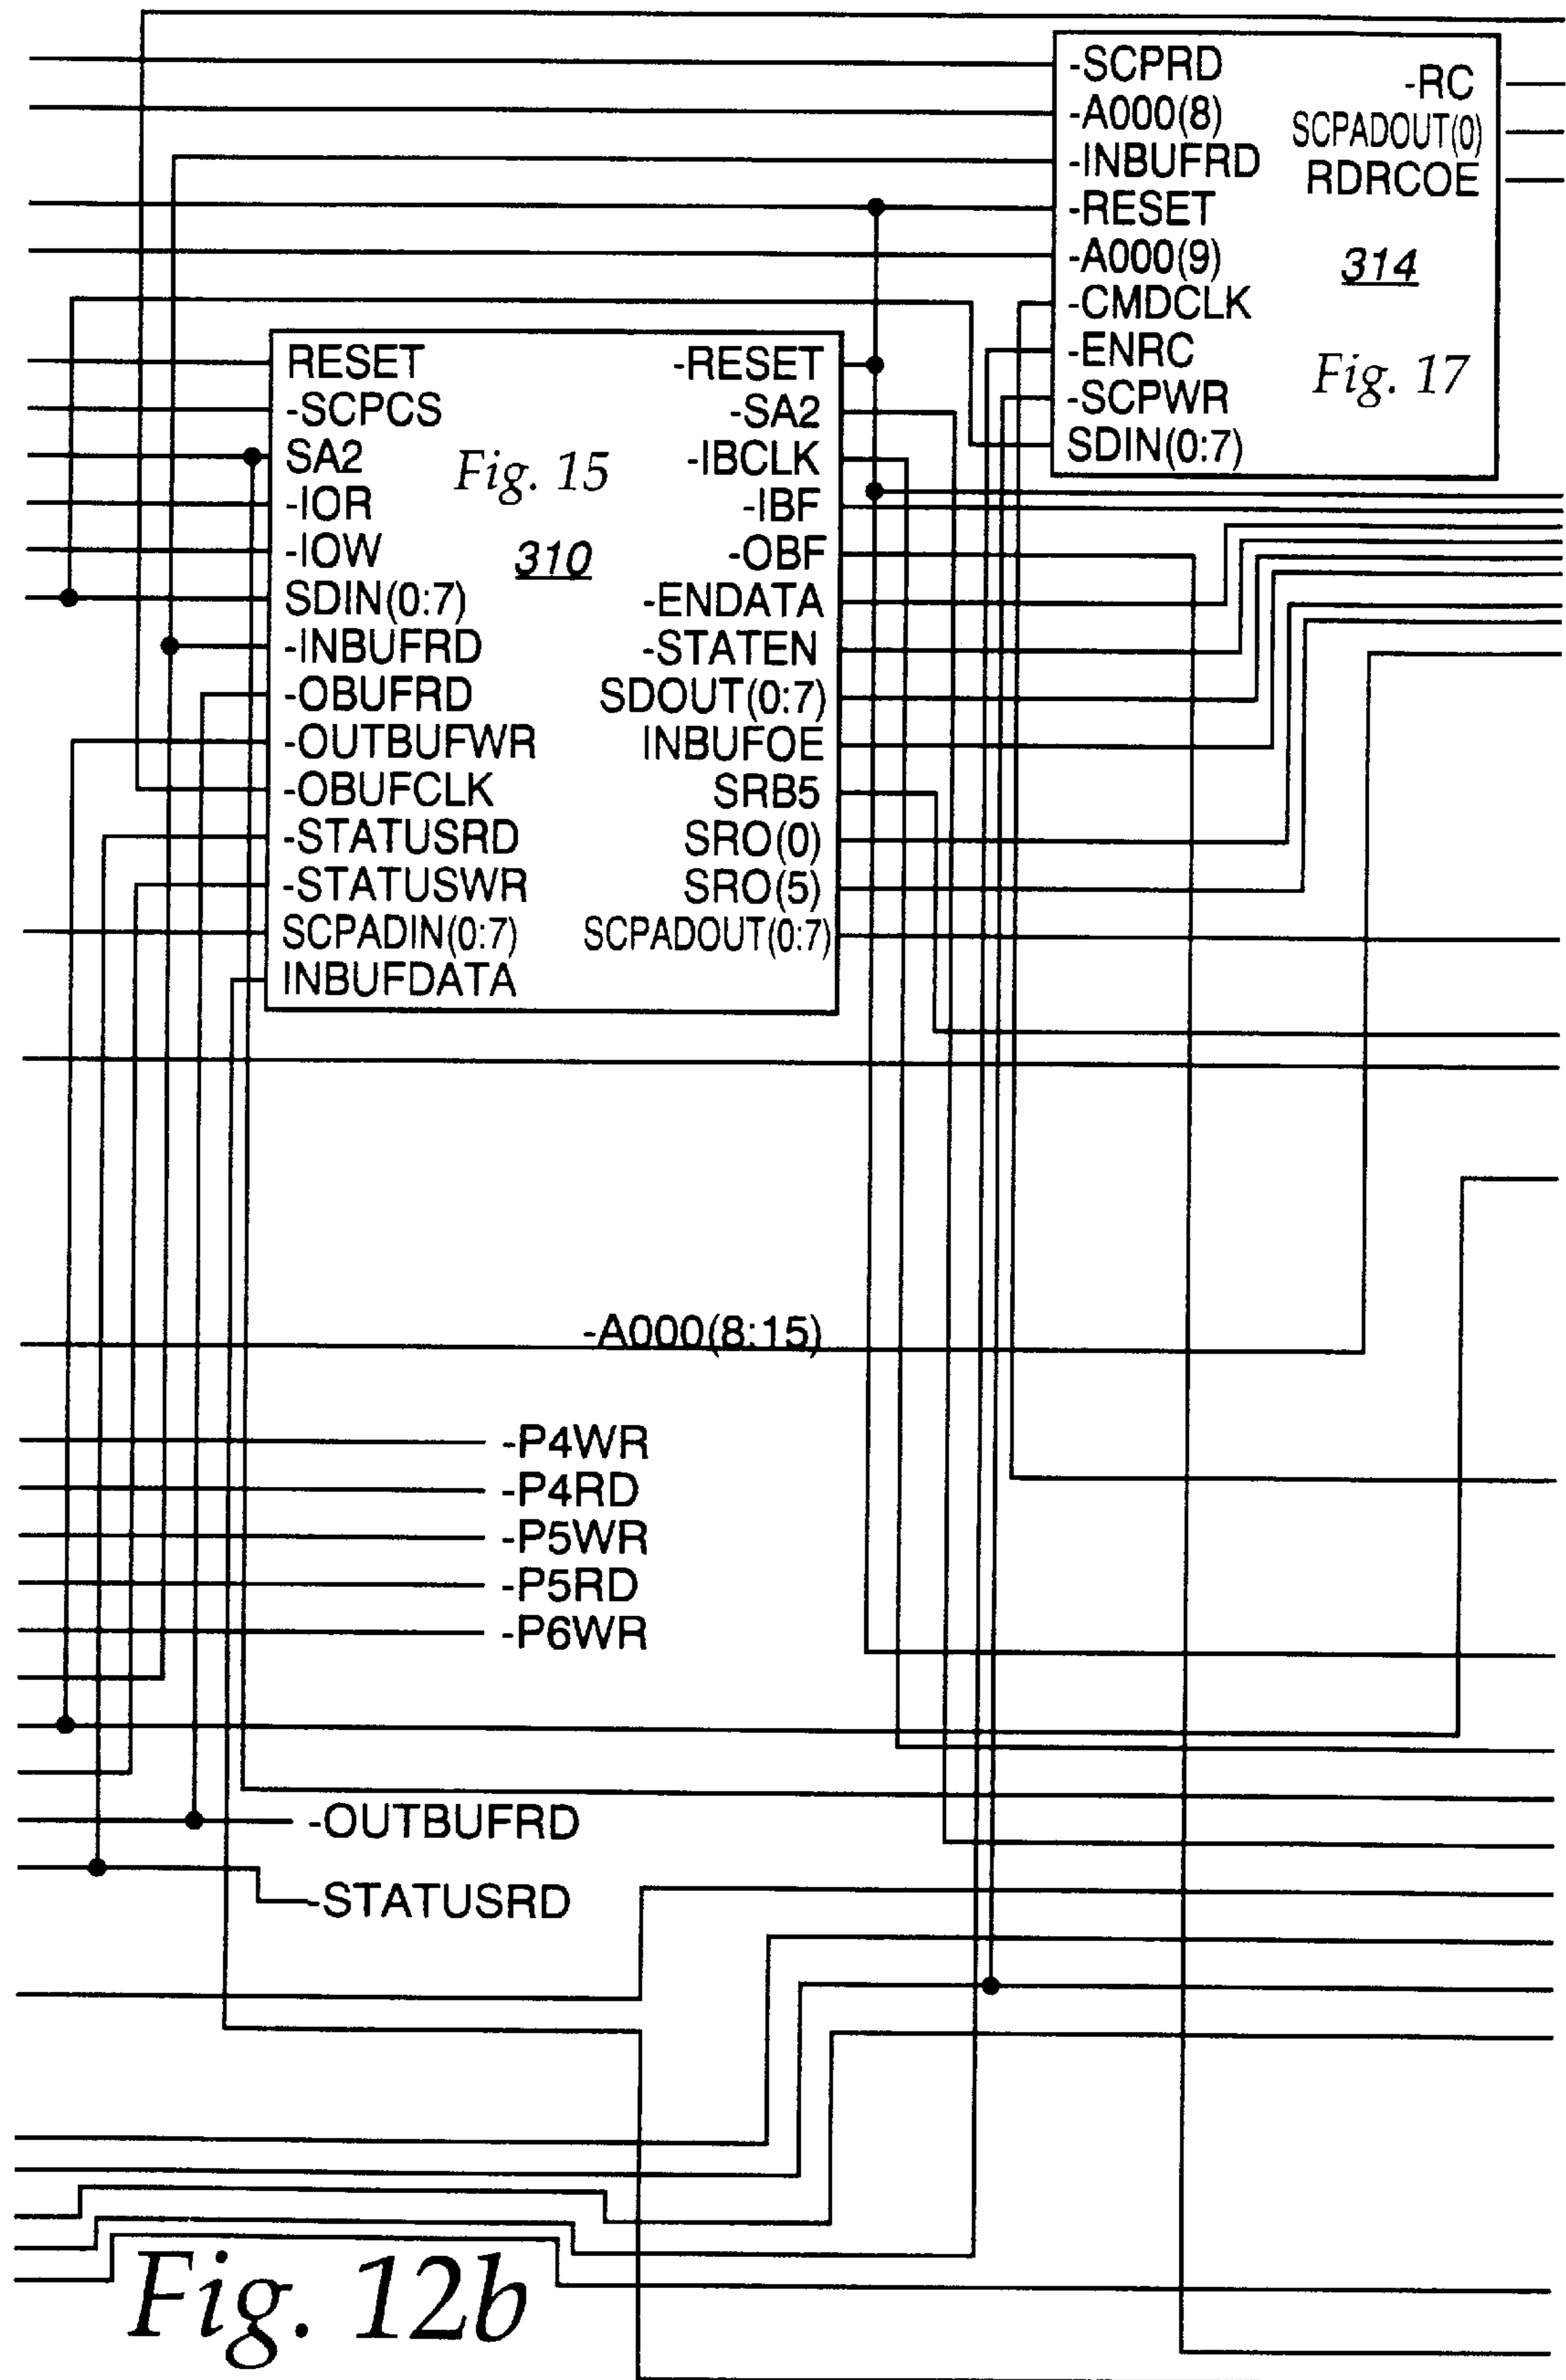 -SCPRD
-A000(8)
-INBUFRD
-RESET
-A000(9)
-CMDCLK
-ENRC
-SCPWR
SDIN(0:7)
-RC
SCPADOUT(0)
RDRCOE
314
Fig. 17
RESET
-SCPCS
SA2
-IOR
-IOW
SDIN(0:7)
-INBUFRD
-OBUFRD
-OUTBUFWR
-OBUFCLK
-STATUSRD
-STATUSWR
SCPADIN(0:7)
INBUFDATA
Fig. 15
310
-RESET
-SA2
-IBCLK
-IBF
-OBF
-ENDATA
-STATEN
SDOUT(0:7)
INBUFOE
SRB5
SRO(0)
SRO(5)
SCPADOUT(0:7)
-A000(8:15)
-P4WR
-P4RD
-P5WR
-P5RD
-P6WR
-OUTBUFRD
-STATUSRD
Fig. 12b